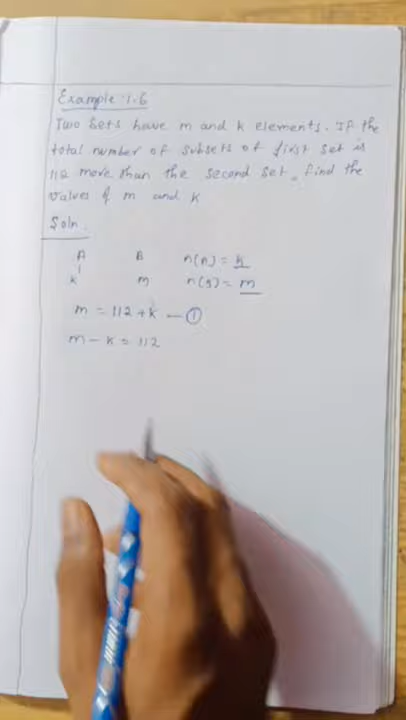 Example 1.6
Two sets have m and k elements. If the
total number of subsets of first set is
112 more than the second set, find the
values of m and k
Soln.
A B n(A) = k
k m n(B) = m
m = 112 + k — ①
m - k = 112